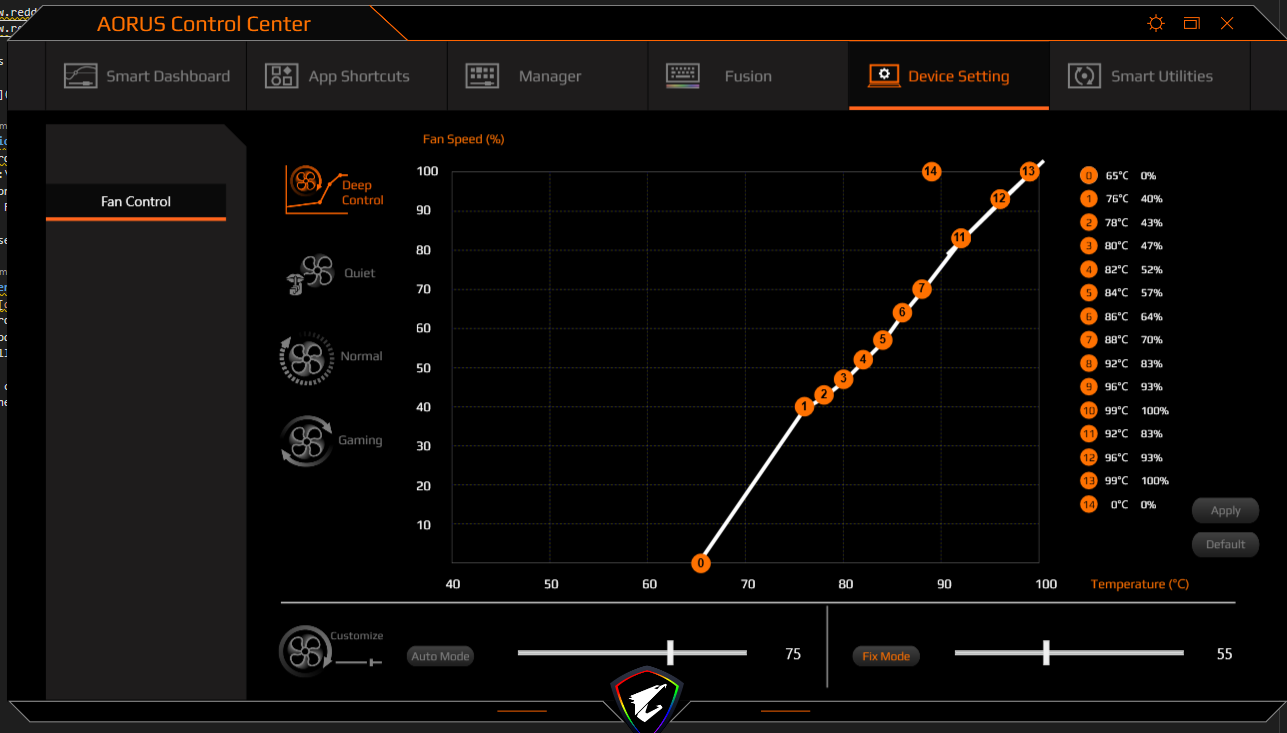 AORUS Control Center
Smart Dashboard
App Shortcuts
Manager
Fusion
Device Setting
Smart Utilities
Fan Control
Deep
Control
Quiet
Normal
Gaming
Fan Speed (%)
100
90
80
70
60
50
40
30
20
10
40 50 60 70 80 90 100
Temperature (°C)
0
1
2
3
4
5
6
7
11
12
13
14
0 65°C 0%
1 76°C 40%
2 78°C 43%
3 80°C 47%
4 82°C 52%
5 84°C 57%
6 86°C 64%
7 88°C 70%
8 92°C 83%
9 96°C 93%
10 99°C 100%
11 92°C 83%
12 96°C 93%
13 99°C 100%
14 0°C 0%
Apply
Default
Customize
Auto Mode
75
Fix Mode
55